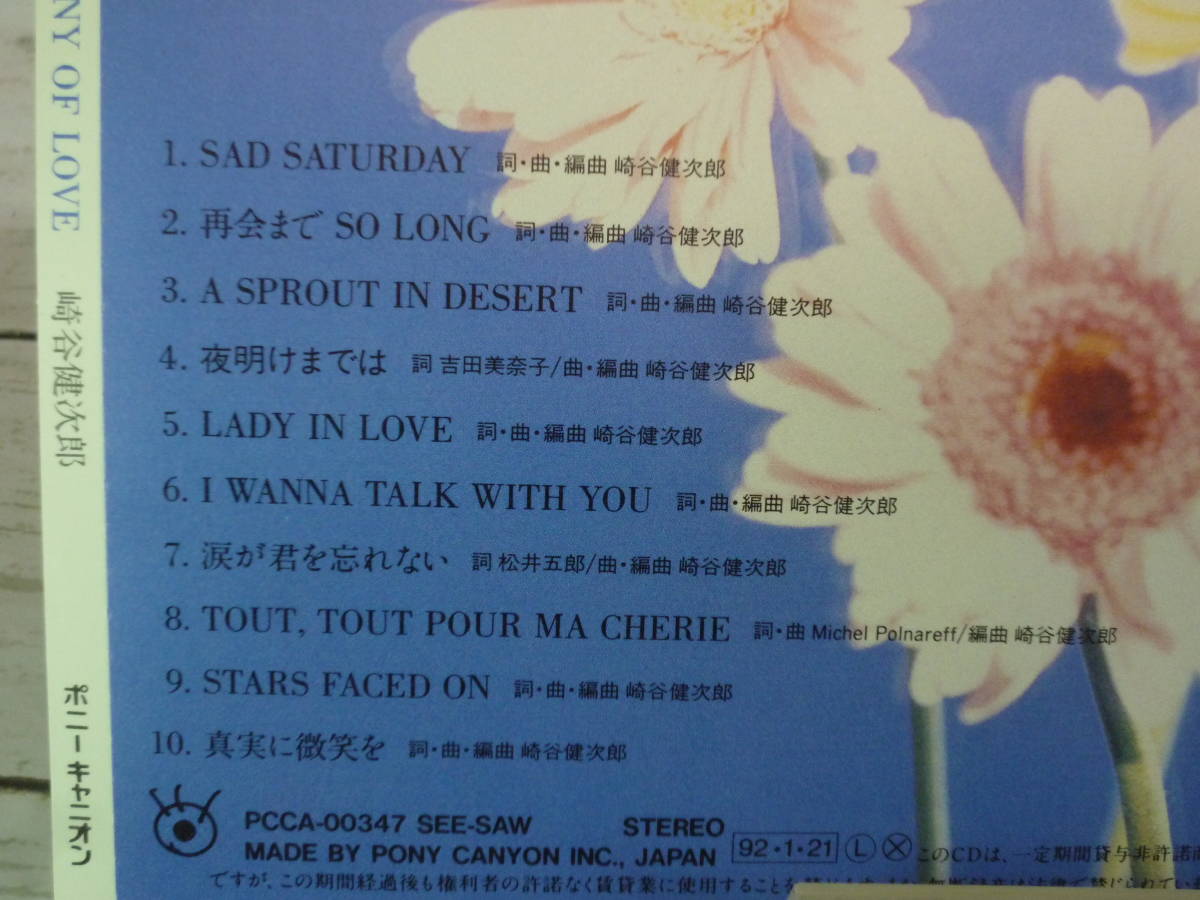 NY OF LOVE 崎谷健次郎 ポニーキャニオン
1. SAD SATURDAY 詞・曲・編曲 崎谷健次郎
2. 再会まで SO LONG 詞・曲・編曲 崎谷健次郎
3. A SPROUT IN DESERT 詞・曲・編曲 崎谷健次郎
4. 夜明けまでは 詞 吉田美奈子/曲・編曲 崎谷健次郎
5. LADY IN LOVE 詞・曲・編曲 崎谷健次郎
6. I WANNA TALK WITH YOU 詞・曲・編曲 崎谷健次郎
7. 涙が君を忘れない 詞 松井五郎/曲・編曲 崎谷健次郎
8. TOUT, TOUT POUR MA CHERIE 詞・曲 Michel Polnareff/編曲 崎谷健次郎
9. STARS FACED ON 詞・曲・編曲 崎谷健次郎
10. 真実に微笑を 詞・曲・編曲 崎谷健次郎
PCCA-00347 SEE-SAW STEREO
MADE BY PONY CANYON INC., JAPAN 92・1・21 Ⓛ Ⓧ このCDは、一定期間貸与非許諾商
ですが、この期間経過後も権利者の許諾なく賃貸業に使用することを